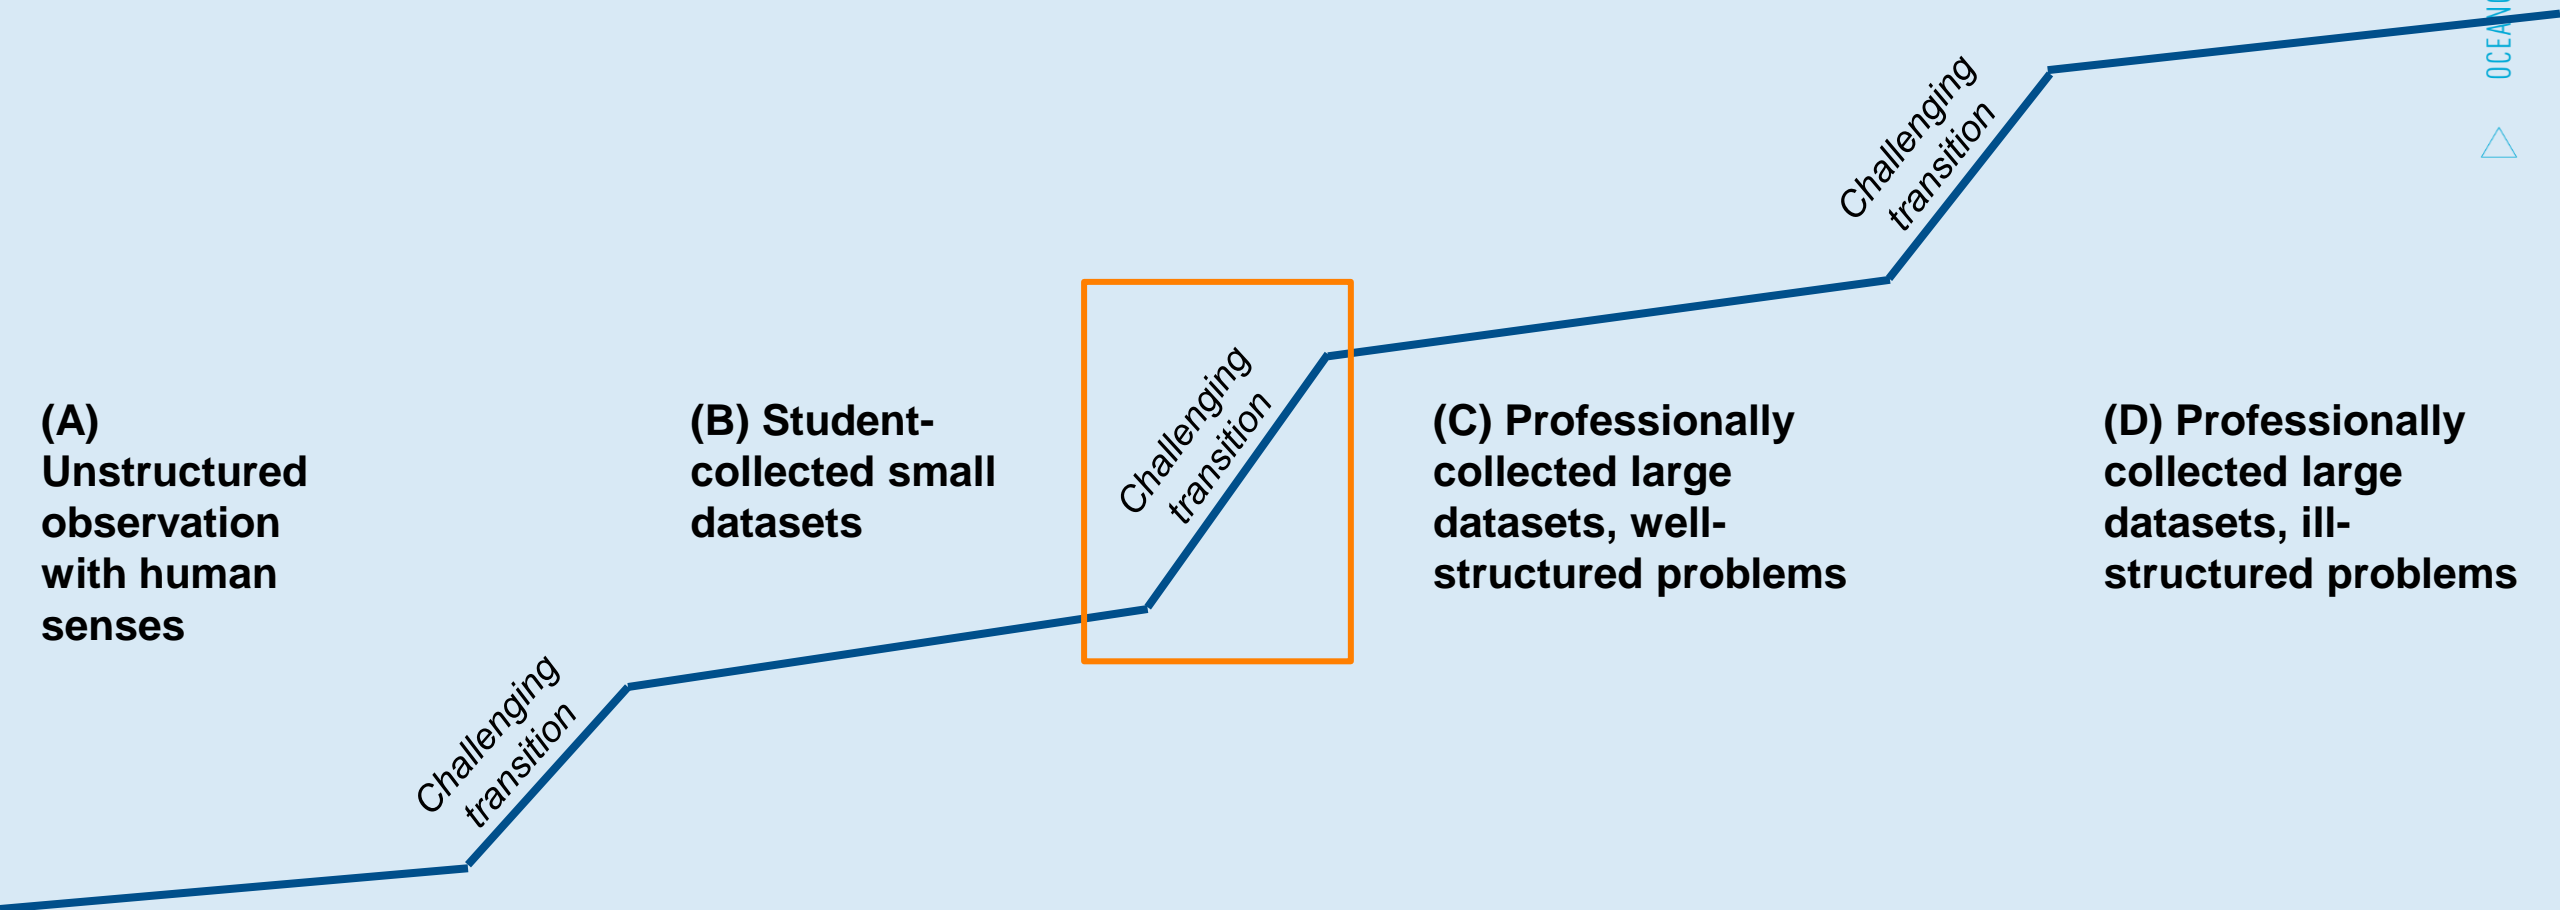 (A)
Unstructured
observation
with human
senses
Challenging
transition
(B) Student-
collected small
datasets
Challenging
transition
(C) Professionally
collected large
datasets, well-
structured problems
Challenging
transition
(D) Professionally
collected large
datasets, ill-
structured problems